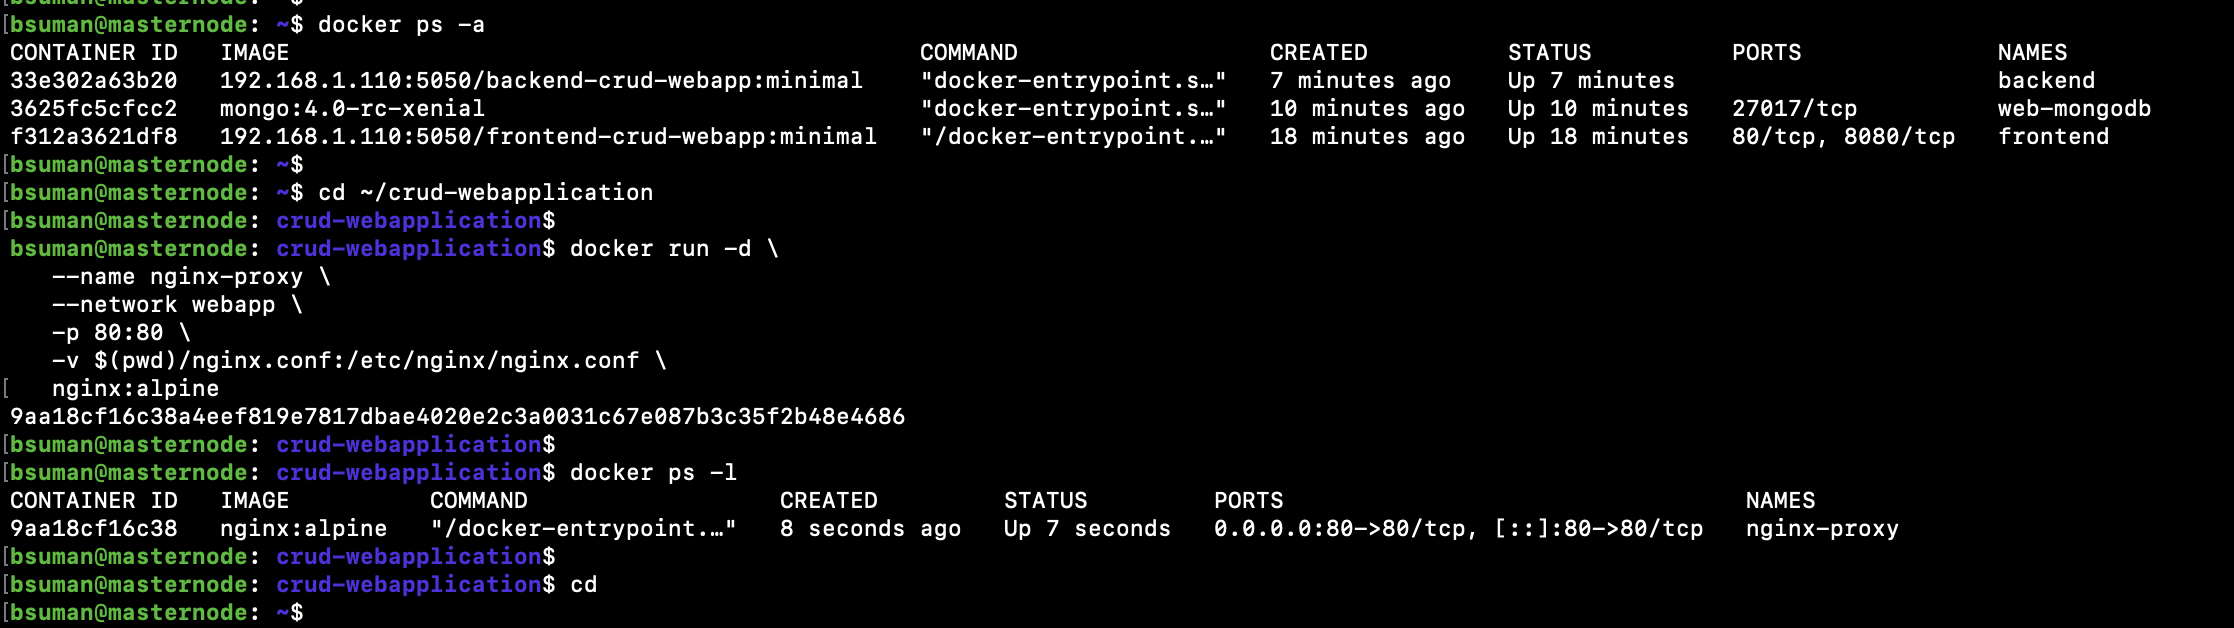 [bsuman@masternode: ~$
[bsuman@masternode: ~$ docker ps -a
CONTAINER ID   IMAGE                                             COMMAND                  CREATED          STATUS          PORTS              NAMES
33e302a63b20   192.168.1.110:5050/backend-crud-webapp:minimal    "docker-entrypoint.s…"   7 minutes ago    Up 7 minutes                       backend
3625fc5cfcc2   mongo:4.0-rc-xenial                               "docker-entrypoint.s…"   10 minutes ago   Up 10 minutes   27017/tcp          web-mongodb
f312a3621df8   192.168.1.110:5050/frontend-crud-webapp:minimal   "/docker-entrypoint.…"   18 minutes ago   Up 18 minutes   80/tcp, 8080/tcp   frontend
[bsuman@masternode: ~$
[bsuman@masternode: ~$ cd ~/crud-webapplication
[bsuman@masternode: crud-webapplication$
bsuman@masternode: crud-webapplication$ docker run -d \
   --name nginx-proxy \
   --network webapp \
   -p 80:80 \
   -v $(pwd)/nginx.conf:/etc/nginx/nginx.conf \
[   nginx:alpine
9aa18cf16c38a4eef819e7817dbae4020e2c3a0031c67e087b3c35f2b48e4686
[bsuman@masternode: crud-webapplication$
[bsuman@masternode: crud-webapplication$ docker ps -l
CONTAINER ID   IMAGE          COMMAND                  CREATED         STATUS         PORTS                                 NAMES
9aa18cf16c38   nginx:alpine   "/docker-entrypoint.…"   8 seconds ago   Up 7 seconds   0.0.0.0:80->80/tcp, [::]:80->80/tcp   nginx-proxy
[bsuman@masternode: crud-webapplication$
[bsuman@masternode: crud-webapplication$ cd
[bsuman@masternode: ~$